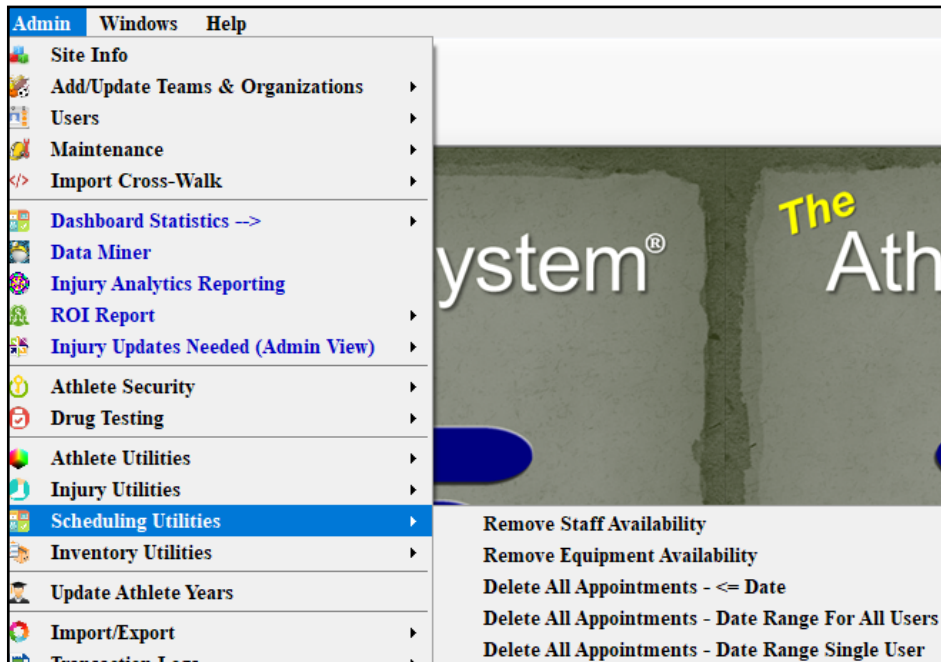 Admin Windows Help
Site Info
Add/Update Teams & Organizations
Users
Maintenance
Import Cross-Walk
Dashboard Statistics -->
Data Miner
Injury Analytics Reporting
ROI Report
Injury Updates Needed (Admin View)
Athlete Security
Drug Testing
Athlete Utilities
Injury Utilities
Scheduling Utilities
Inventory Utilities
Update Athlete Years
Import/Export
Transaction Logs
Remove Staff Availability
Remove Equipment Availability
Delete All Appointments - <= Date
Delete All Appointments - Date Range For All Users
Delete All Appointments - Date Range Single User
ystem®
The
Ath